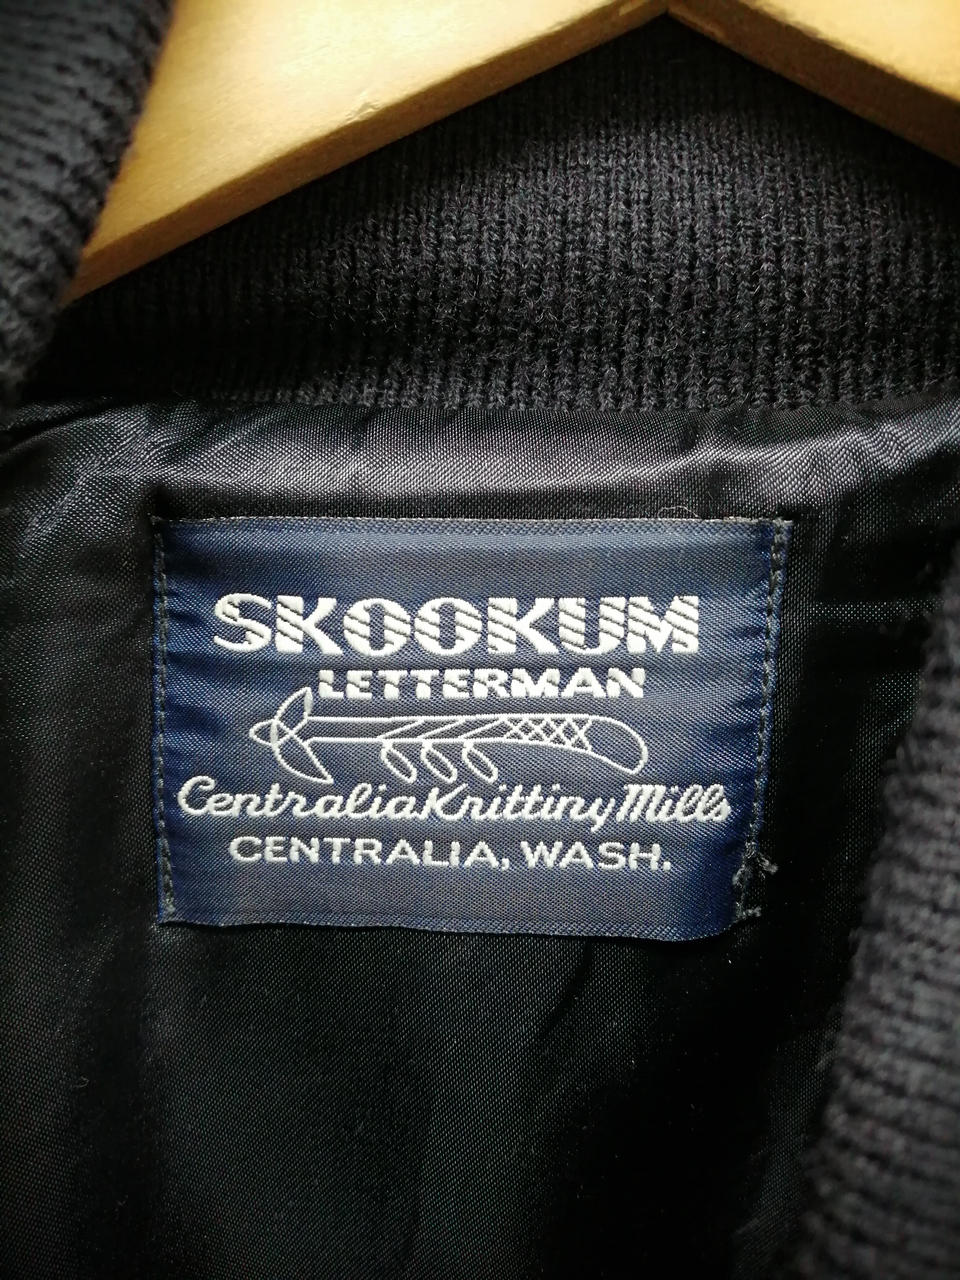 SKOOKUM
LETTERMAN
Centralia Knitting Mills
CENTRALIA, WASH.